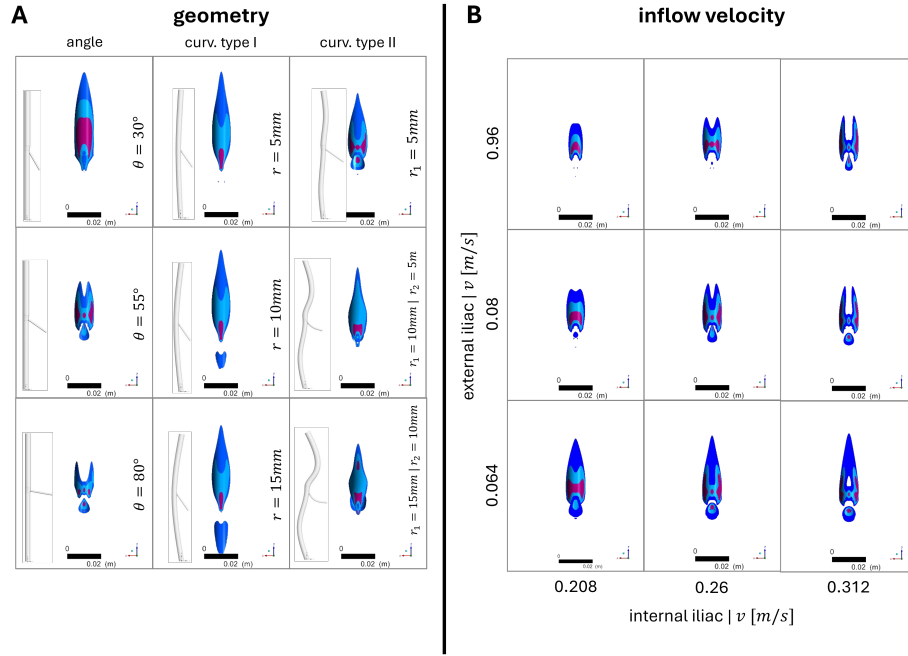 A
geometry
angle
curv. type I
curv. type II
θ = 30°
0
0.02 (m)
r = 5mm
0
0.02 (m)
r₁ = 5mm
0
0.02 (m)
θ = 55°
0
0.02 (m)
r = 10mm
0
0.02 (m)
r₁ = 10mm | r₂ = 5m
0
0.02 (m)
θ = 80°
0
0.02 (m)
r = 15mm
0
0.02 (m)
r₁ = 15mm | r₂ = 10mm
0
0.02 (m)
B
inflow velocity
external iliac | v [m/s]
0.96
0
0.02 (m)
0
0.02 (m)
0
0.02 (m)
0.08
0
0.02 (m)
0
0.02 (m)
0
0.02 (m)
0.064
0
0.02 (m)
0
0.02 (m)
0
0.02 (m)
0.208
0.26
0.312
internal iliac | v [m/s]